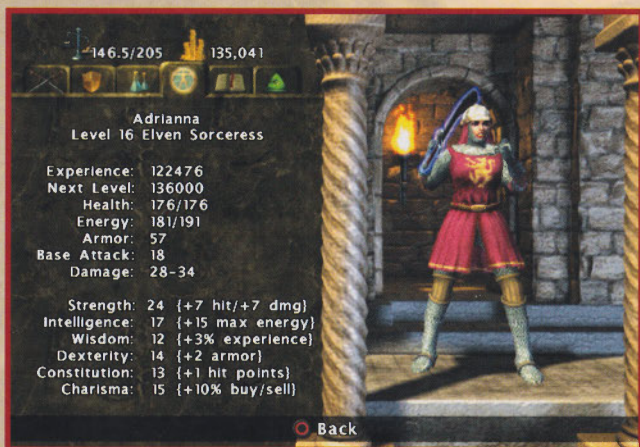 146.5/205 135,041
Adrianna
Level 16 Elven Sorceress
Experience: 122476
Next Level: 136000
Health: 176/176
Energy: 181/191
Armor: 57
Base Attack: 18
Damage: 28-34
Strength: 24 {+7 hit/+7 dmg}
Intelligence: 17 {+15 max energy}
Wisdom: 12 {+3% experience}
Dexterity: 14 {+2 armor}
Constitution: 13 {+1 hit points}
Charisma: 15 {+10% buy/sell}
Back